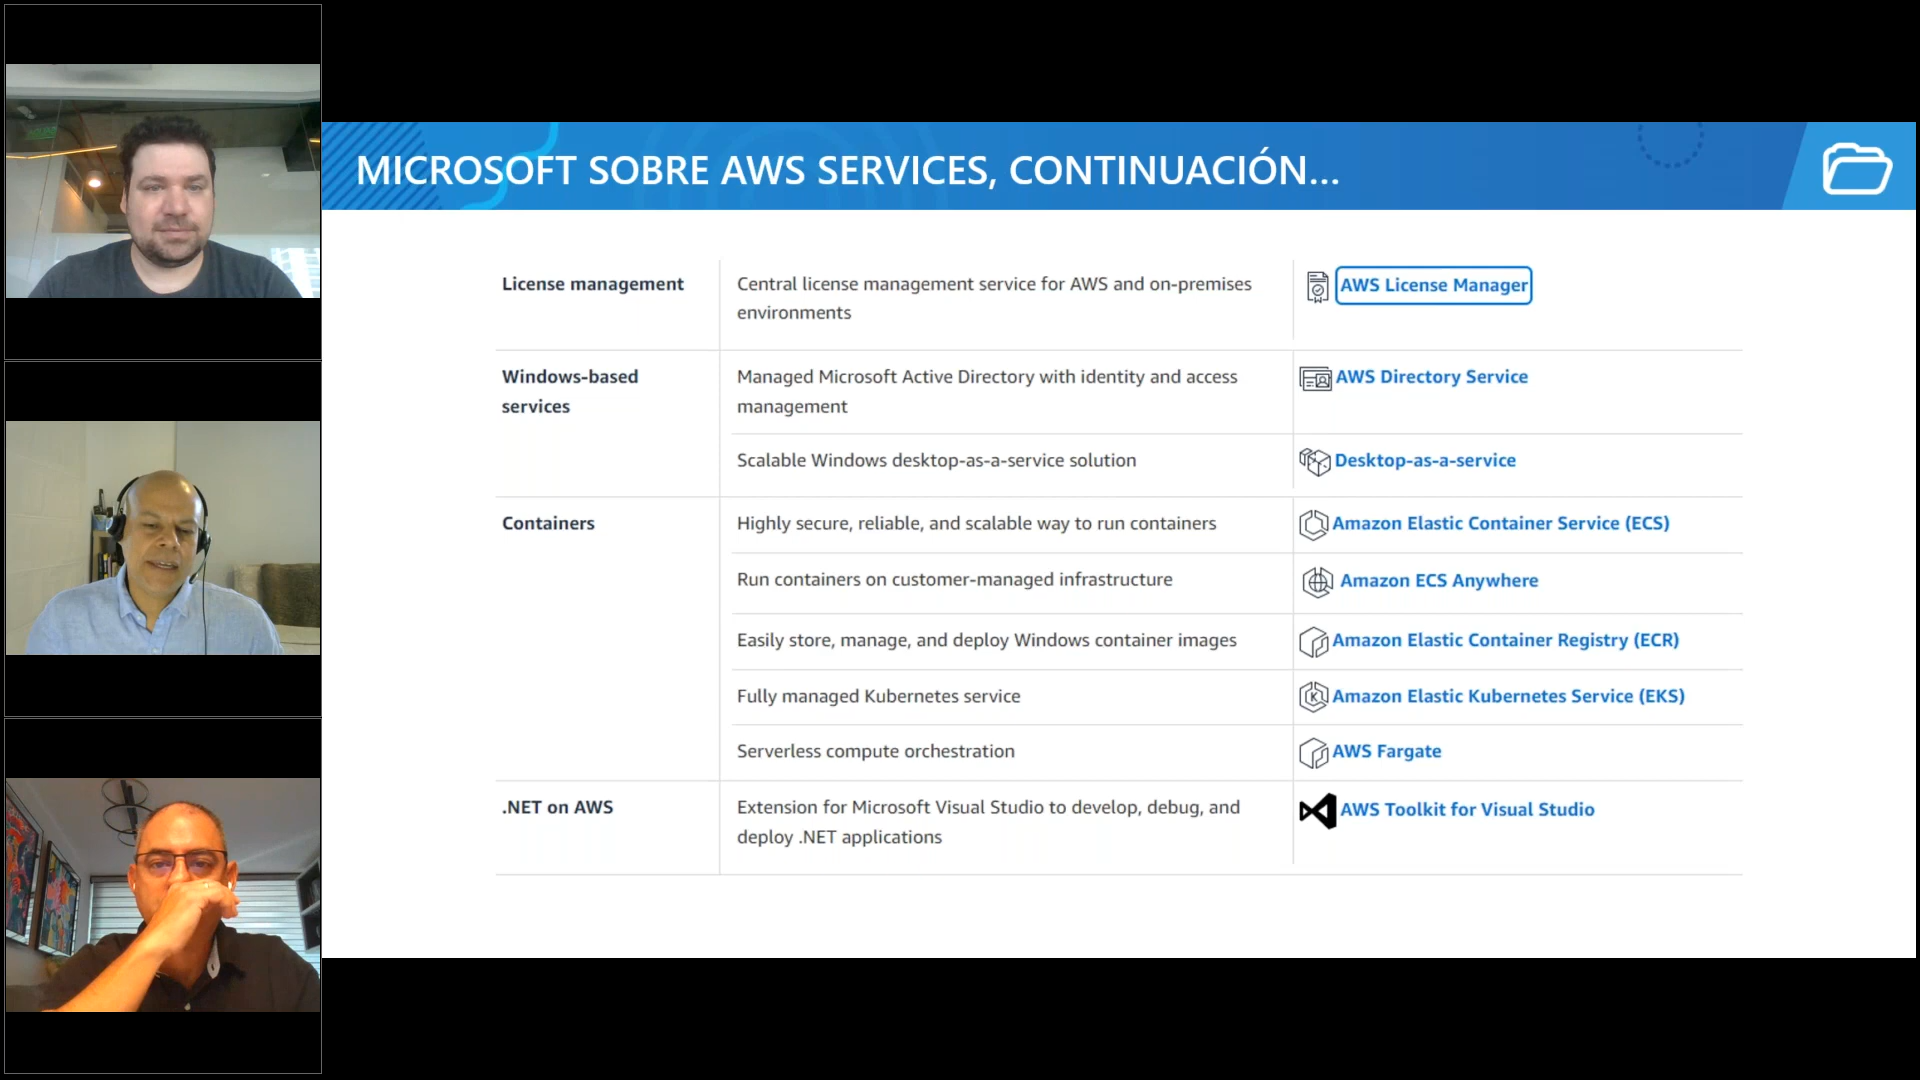 MICROSOFT SOBRE AWS SERVICES, CONTINUACIÓN...
License management
Central license management service for AWS and on-premises
environments
AWS License Manager
Windows-based
services
Managed Microsoft Active Directory with identity and access
management
AWS Directory Service
Scalable Windows desktop-as-a-service solution
Desktop-as-a-service
Containers
Highly secure, reliable, and scalable way to run containers
Amazon Elastic Container Service (ECS)
Run containers on customer-managed infrastructure
Amazon ECS Anywhere
Easily store, manage, and deploy Windows container images
Amazon Elastic Container Registry (ECR)
Fully managed Kubernetes service
Amazon Elastic Kubernetes Service (EKS)
Serverless compute orchestration
AWS Fargate
.NET on AWS
Extension for Microsoft Visual Studio to develop, debug, and
deploy .NET applications
AWS Toolkit for Visual Studio